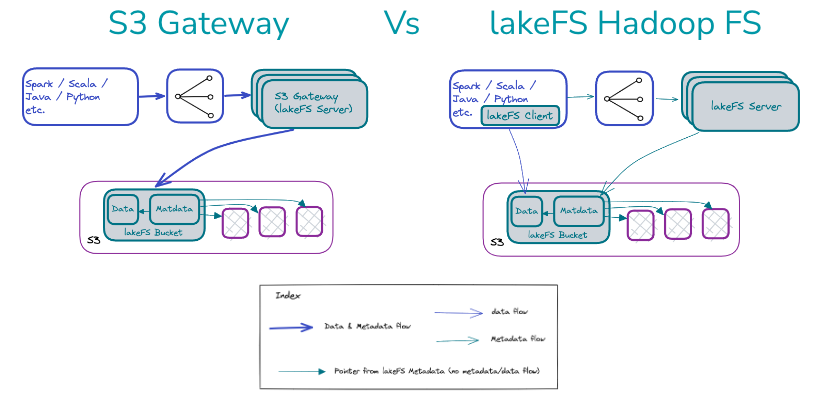 S3 Gateway
Vs
lakeFS Hadoop FS
Spark / Scala /
Java / Python
etc.
S3 Gateway
(lakeFS Server)
Data
Matdata
lakeFS Bucket
S3
Spark / Scala /
Java / Python
etc.
lakeFS Client
lakeFS Server
Data
Matdata
lakeFS Bucket
S3
Index
Data & Metadata flow
data flow
Metadata flow
Pointer from lakeFS Metadata (no metadata/data flow)